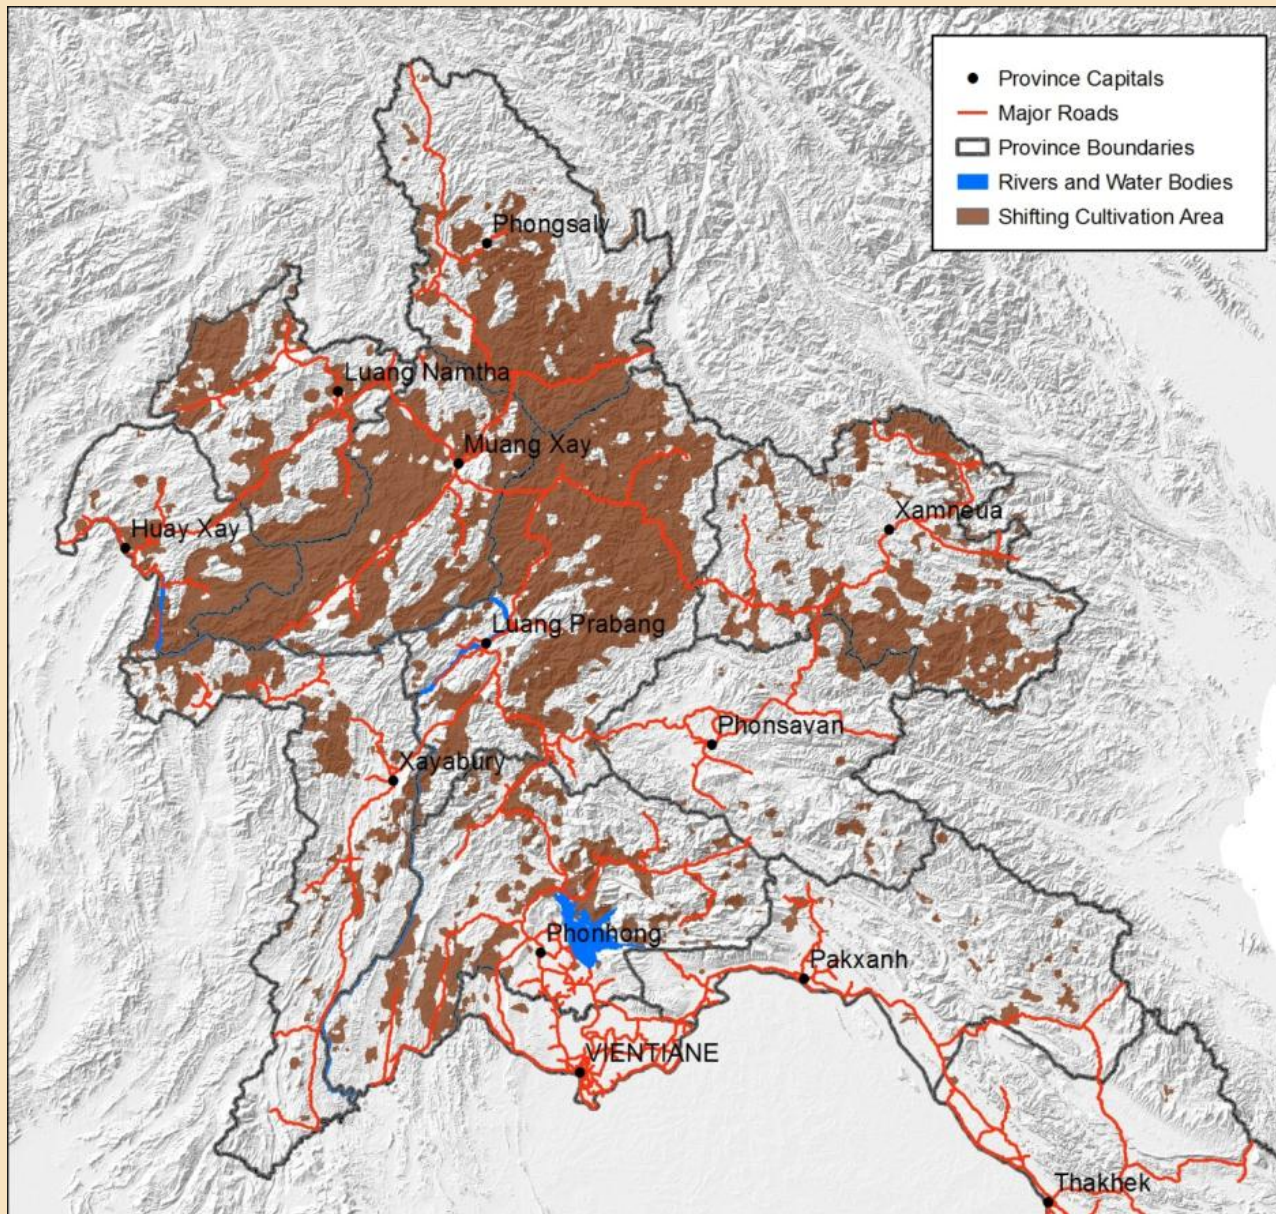 Province Capitals
Major Roads
Province Boundaries
Rivers and Water Bodies
Shifting Cultivation Area
Phongsaly
Luang Namtha
Muang Xay
Huay Xay
Xamneua
Luang Prabang
Phonsavan
Xayabury
Phonhong
Pakxanh
VIENTIANE
Thakhek